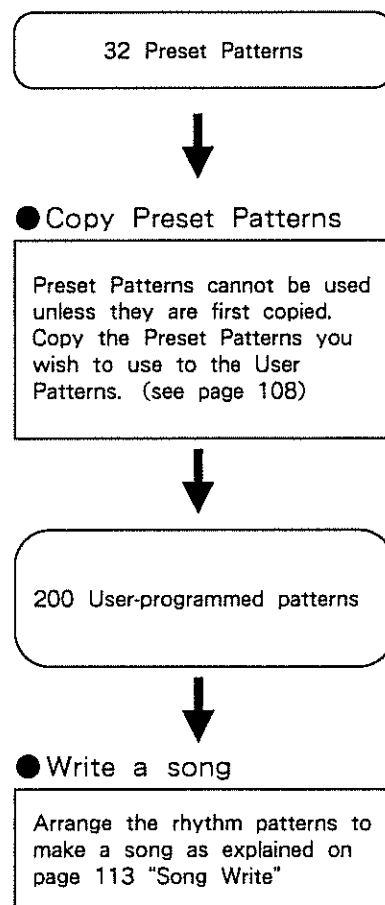 32 Preset Patterns
●Copy Preset Patterns
Preset Patterns cannot be used
unless they are first copied.
Copy the Preset Patterns you
wish to use to the User
Patterns. (see page 108)
200 User-programmed patterns
●Write a song
Arrange the rhythm patterns to
make a song as explained on
page 113 “Song Write”